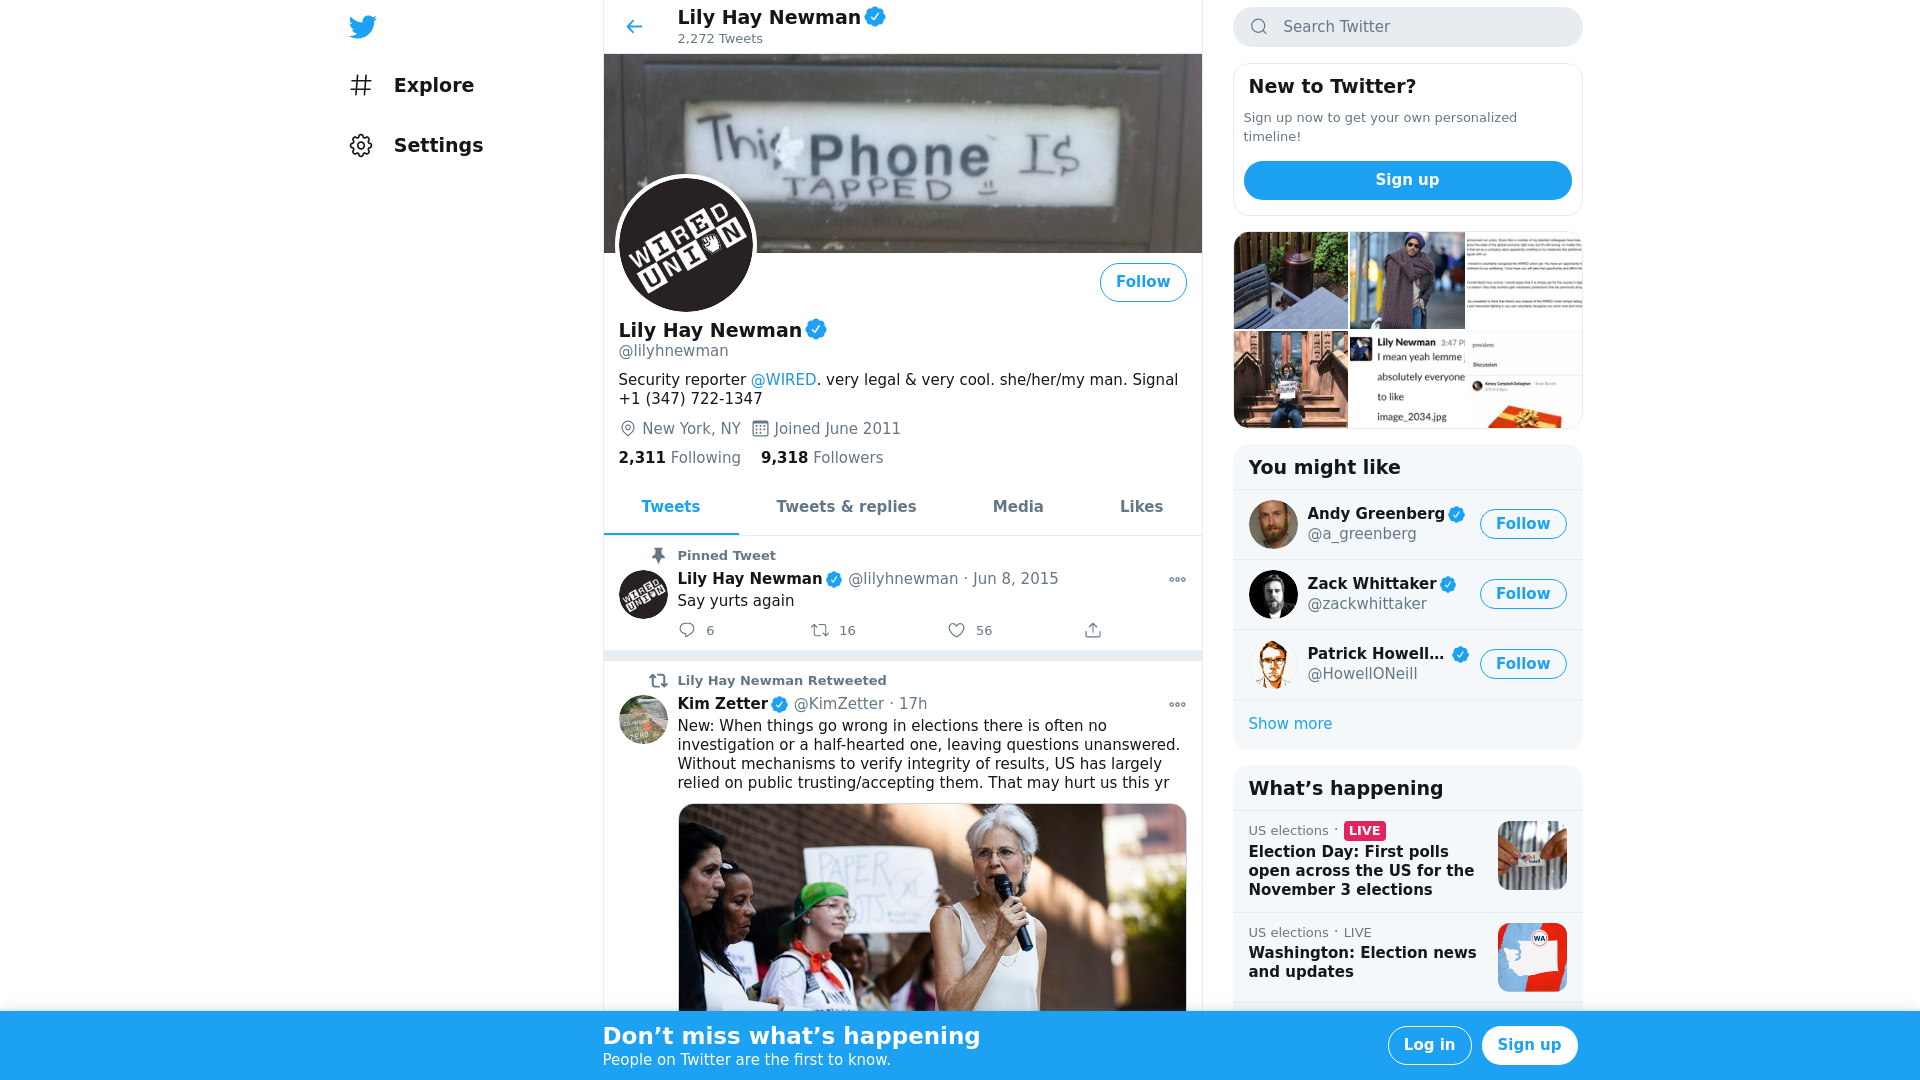 Explore
Settings
Lily Hay Newman
2,272 Tweets
This Phone IS
TAPPED
WIRED
UNION
Follow
Lily Hay Newman
@lilyhnewman
Security reporter @WIRED. very legal & very cool. she/her/my man. Signal
+1 (347) 722-1347
New York, NY Joined June 2011
2,311 Following 9,318 Followers
Tweets Tweets & replies Media Likes
Pinned Tweet
Lily Hay Newman @lilyhnewman · Jun 8, 2015
Say yurts again
6 16 56
Lily Hay Newman Retweeted
Kim Zetter @KimZetter · 17h
New: When things go wrong in elections there is often no
investigation or a half-hearted one, leaving questions unanswered.
Without mechanisms to verify integrity of results, US has largely
relied on public trusting/accepting them. That may hurt us this yr
PAPER
Search Twitter
New to Twitter?
Sign up now to get your own personalized
timeline!
Sign up
Lily Newman 3:47 P
I mean yeah lemme
absolutely everyone
to like
image_2034.jpg
president.
Discussion
You might like
Andy Greenberg
@a_greenberg
Follow
Zack Whittaker
@zackwhittaker
Follow
Patrick Howell...
@HowellONeill
Follow
Show more
What’s happening
US elections · LIVE
Election Day: First polls
open across the US for the
November 3 elections
US elections · LIVE
Washington: Election news
and updates
WA
Don’t miss what’s happening
People on Twitter are the first to know.
Log in
Sign up